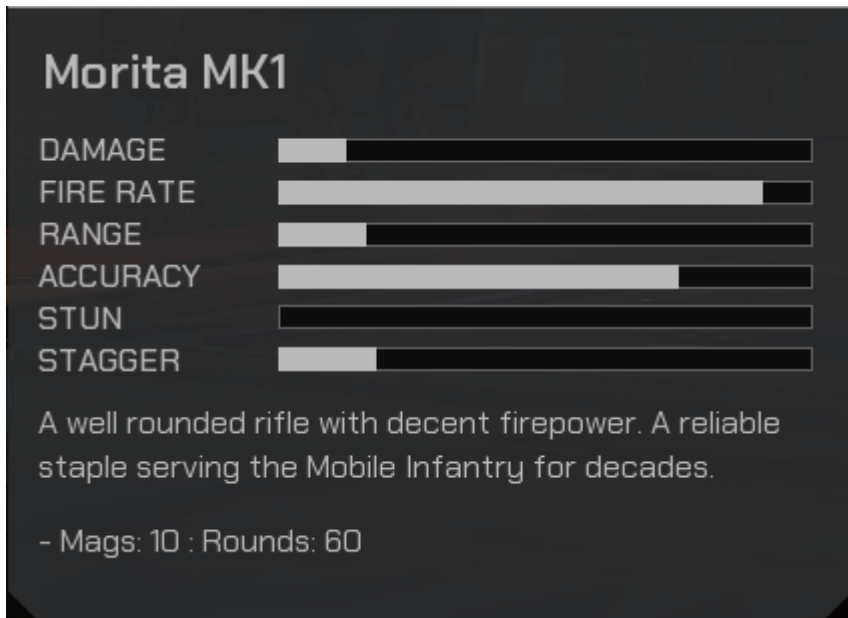 Morita MK1
DAMAGE
FIRE RATE
RANGE
ACCURACY
STUN
STAGGER
A well rounded rifle with decent firepower. A reliable
staple serving the Mobile Infantry for decades.
- Mags: 10 : Rounds: 60